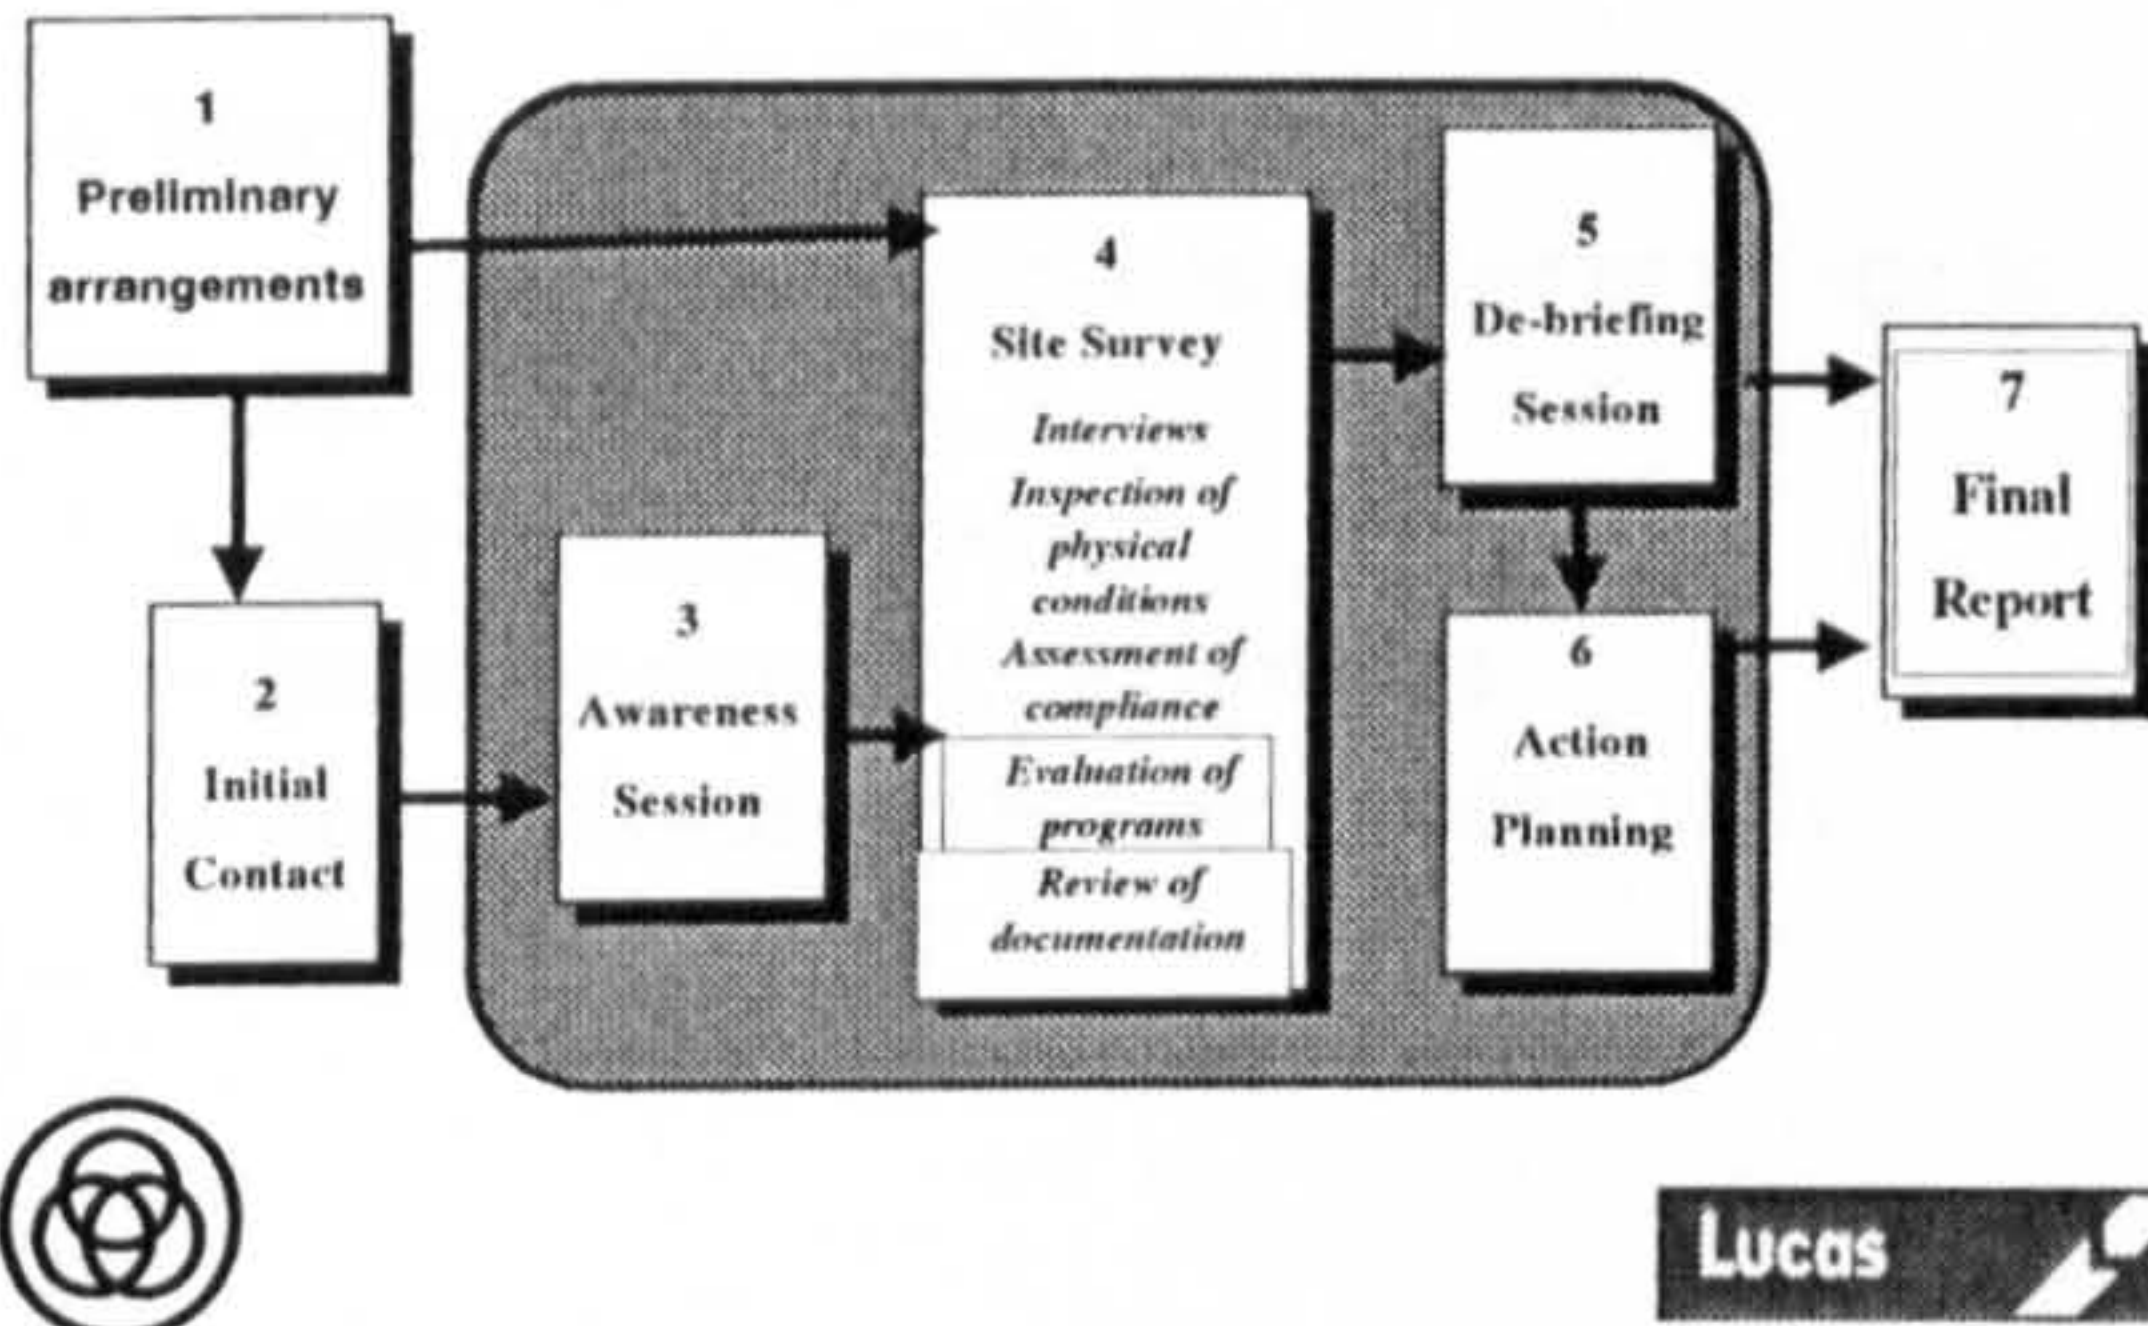 1
Preliminary
arrangements
2
Initial
Contact
3
Awareness
Session
4
Site Survey
Interviews
Inspection of
physical
conditions
Assessment of
compliance
Evaluation of
programs
Review of
documentation
5
De-briefing
Session
6
Action
Planning
7
Final
Report
Lucas